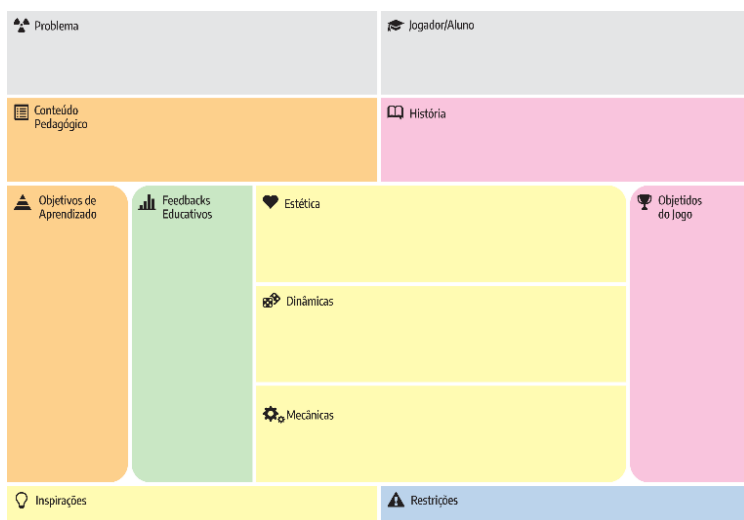 Problema
Jogador/Aluno
Conteúdo
Pedagógico
História
Objetivos de
Aprendizado
Feedbacks
Educativos
Estética
Dinâmicas
Mecânicas
Objetidos
do Jogo
Inspirações
Restrições